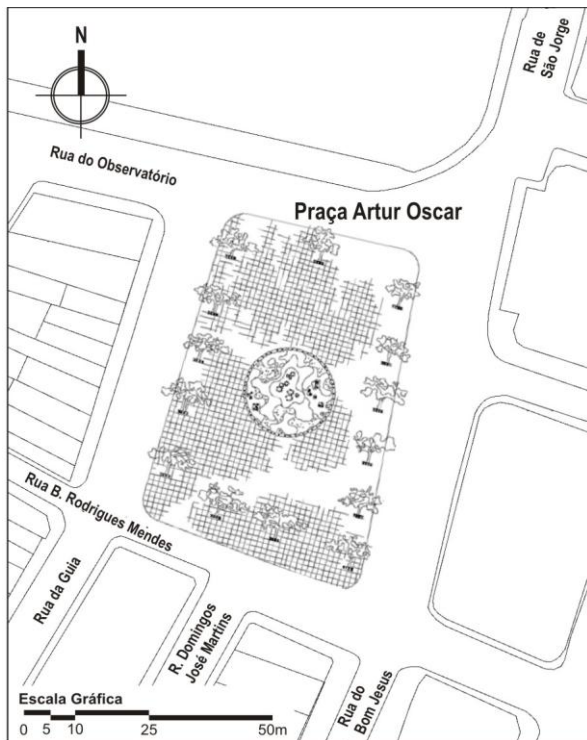 N
Rua de
São Jorge
Rua do Observatório
Praça Artur Oscar
Rua B. Rodrigues Mendes
Rua da Guia
R. Domingos
José Martins
Rua do
Bom Jesus
Escala Gráfica
0 5 10 25 50m